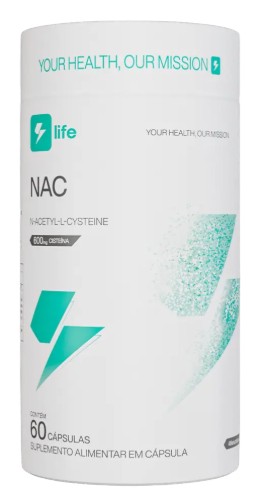 YOUR HEALTH, OUR MISSION
life
YOUR HEALTH, OUR MISSION
NAC
N-ACETYL-L-CYSTEINE
600mg CISTEÍNA
CONTÉM
60 CÁPSULAS
SUPLEMENTO ALIMENTAR EM CÁPSULA